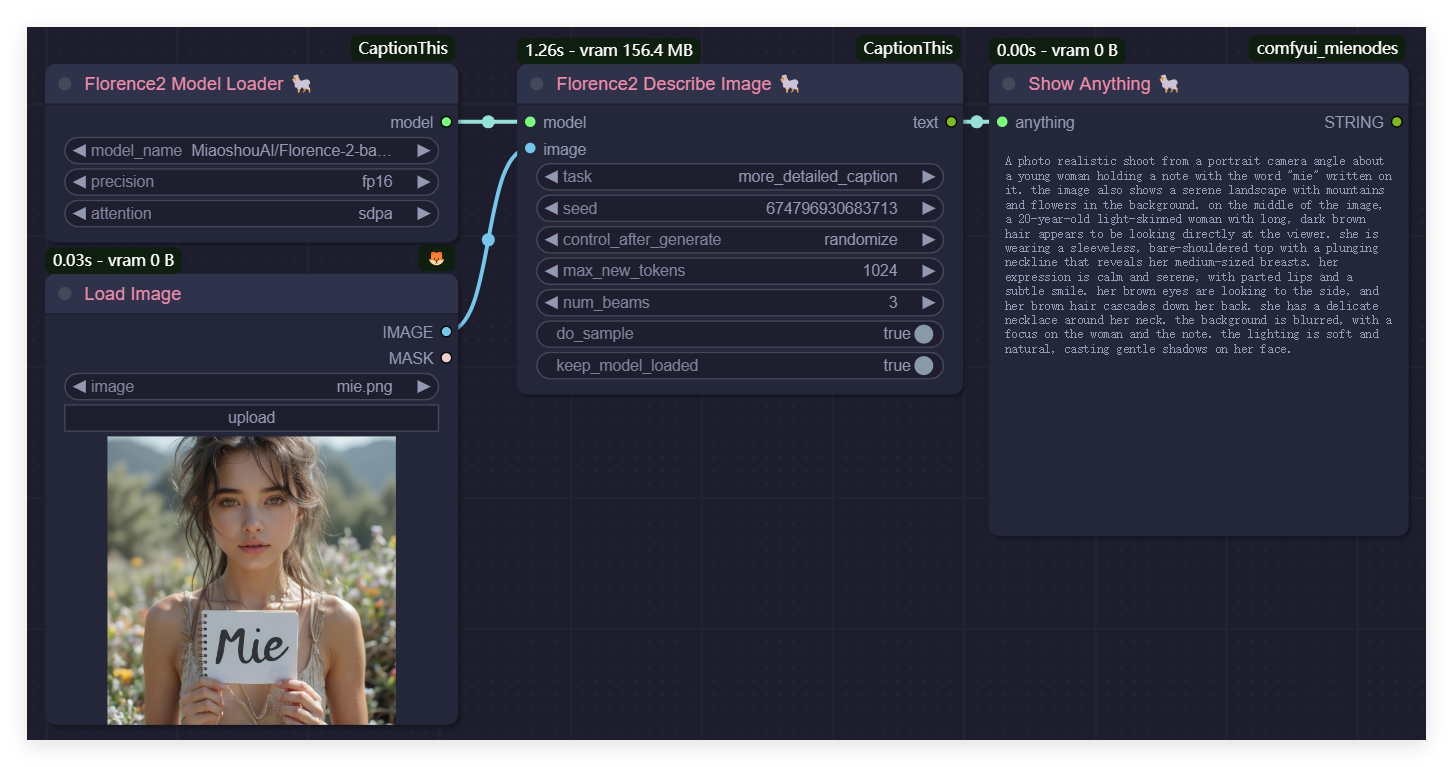 CaptionThis
Florence2 Model Loader
model
model_name MiaoshouAI/Florence-2-ba...
precision fp16
attention sdpa
0.03s - vram 0 B
Load Image
IMAGE
MASK
image mie.png
upload
Mie
1.26s - vram 156.4 MB
CaptionThis
Florence2 Describe Image
model text
image
task more_detailed_caption
seed 674796930683713
control_after_generate randomize
max_new_tokens 1024
num_beams 3
do_sample true
keep_model_loaded true
0.00s - vram 0 B
comfyui_mienodes
Show Anything
anything STRING
A photo realistic shoot from a portrait camera angle about
a young woman holding a note with the word "mie" written on
it. the image also shows a serene landscape with mountains
and flowers in the background. on the middle of the image,
a 20-year-old light-skinned woman with long, dark brown
hair appears to be looking directly at the viewer. she is
wearing a sleeveless, bare-shouldered top with a plunging
neckline that reveals her medium-sized breasts. her
expression is calm and serene, with parted lips and a
subtle smile. her brown eyes are looking to the side, and
her brown hair cascades down her back. she has a delicate
necklace around her neck. the background is blurred, with a
focus on the woman and the note. the lighting is soft and
natural, casting gentle shadows on her face.